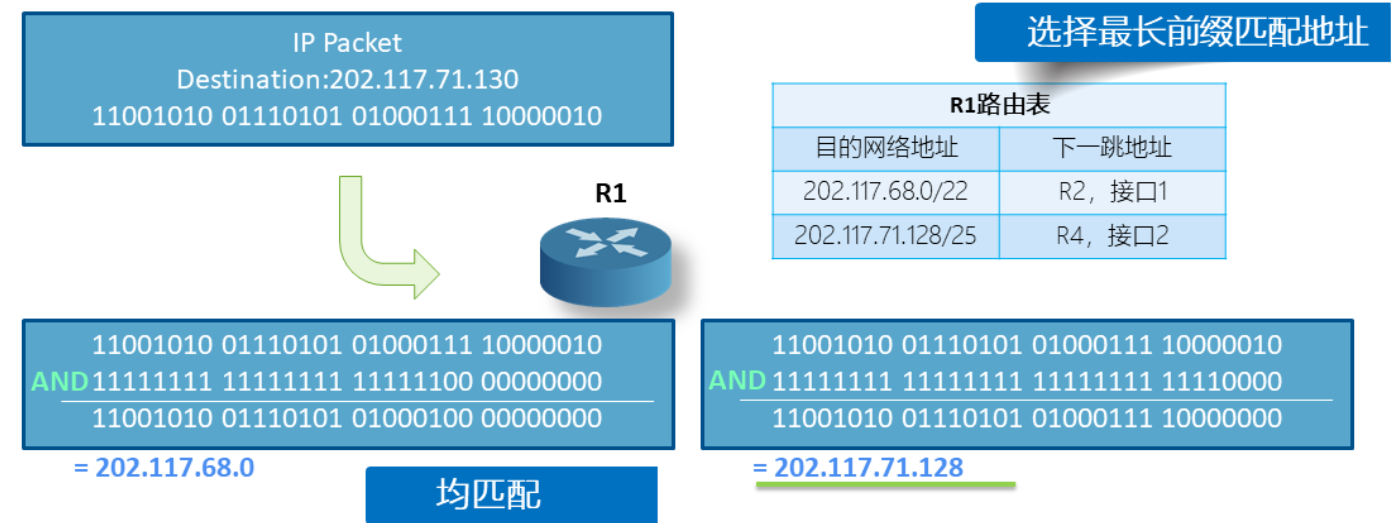 IP Packet
Destination:202.117.71.130
11001010 01110101 01000111 10000010
选择最长前缀匹配地址
R1路由表
目的网络地址 下一跳地址
202.117.68.0/22 R2，接口1
202.117.71.128/25 R4，接口2
R1
11001010 01110101 01000111 10000010
AND 11111111 11111111 11111100 00000000
11001010 01110101 01000100 00000000
= 202.117.68.0
均匹配
11001010 01110101 01000111 10000010
AND 11111111 11111111 11111111 11110000
11001010 01110101 01000111 10000000
= 202.117.71.128